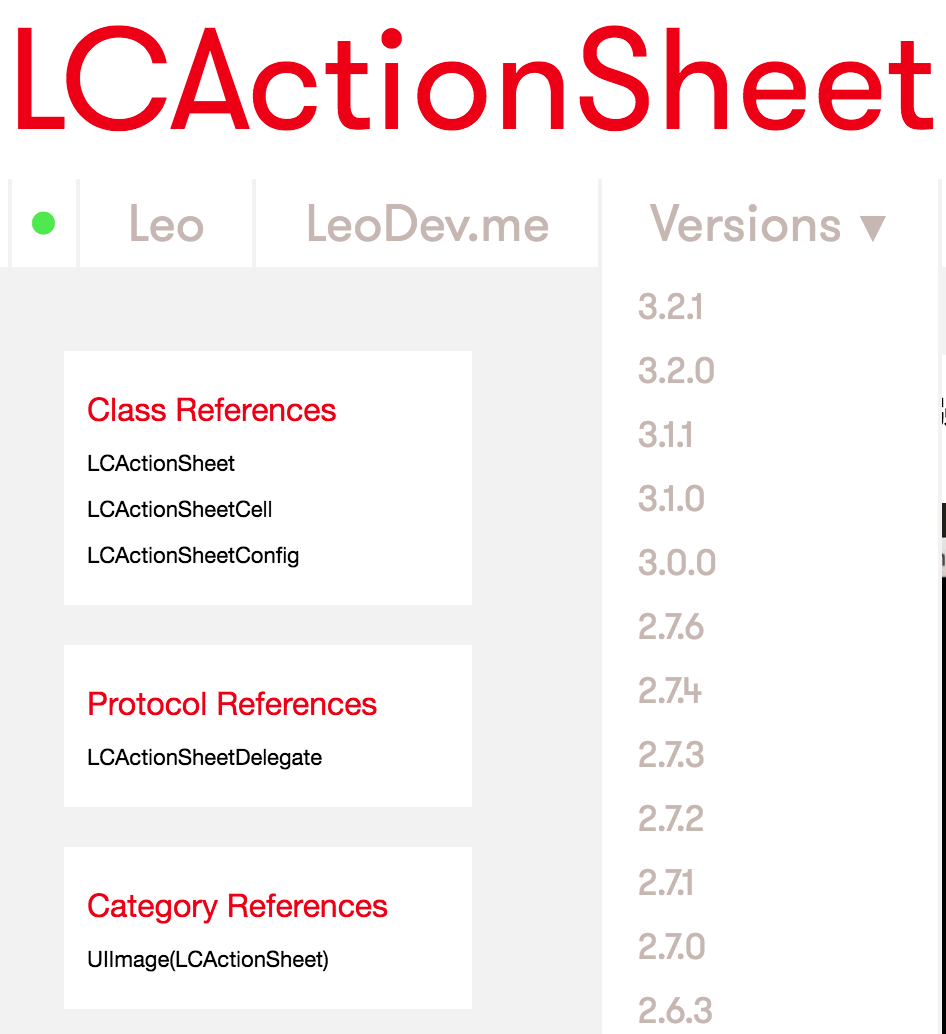 LCActionSheet
Leo
LeoDev.me
Versions ▼
Class References
LCActionSheet
LCActionSheetCell
LCActionSheetConfig
Protocol References
LCActionSheetDelegate
Category References
UIImage(LCActionSheet)
3.2.1
3.2.0
3.1.1
3.1.0
3.0.0
2.7.6
2.7.4
2.7.3
2.7.2
2.7.1
2.7.0
2.6.3